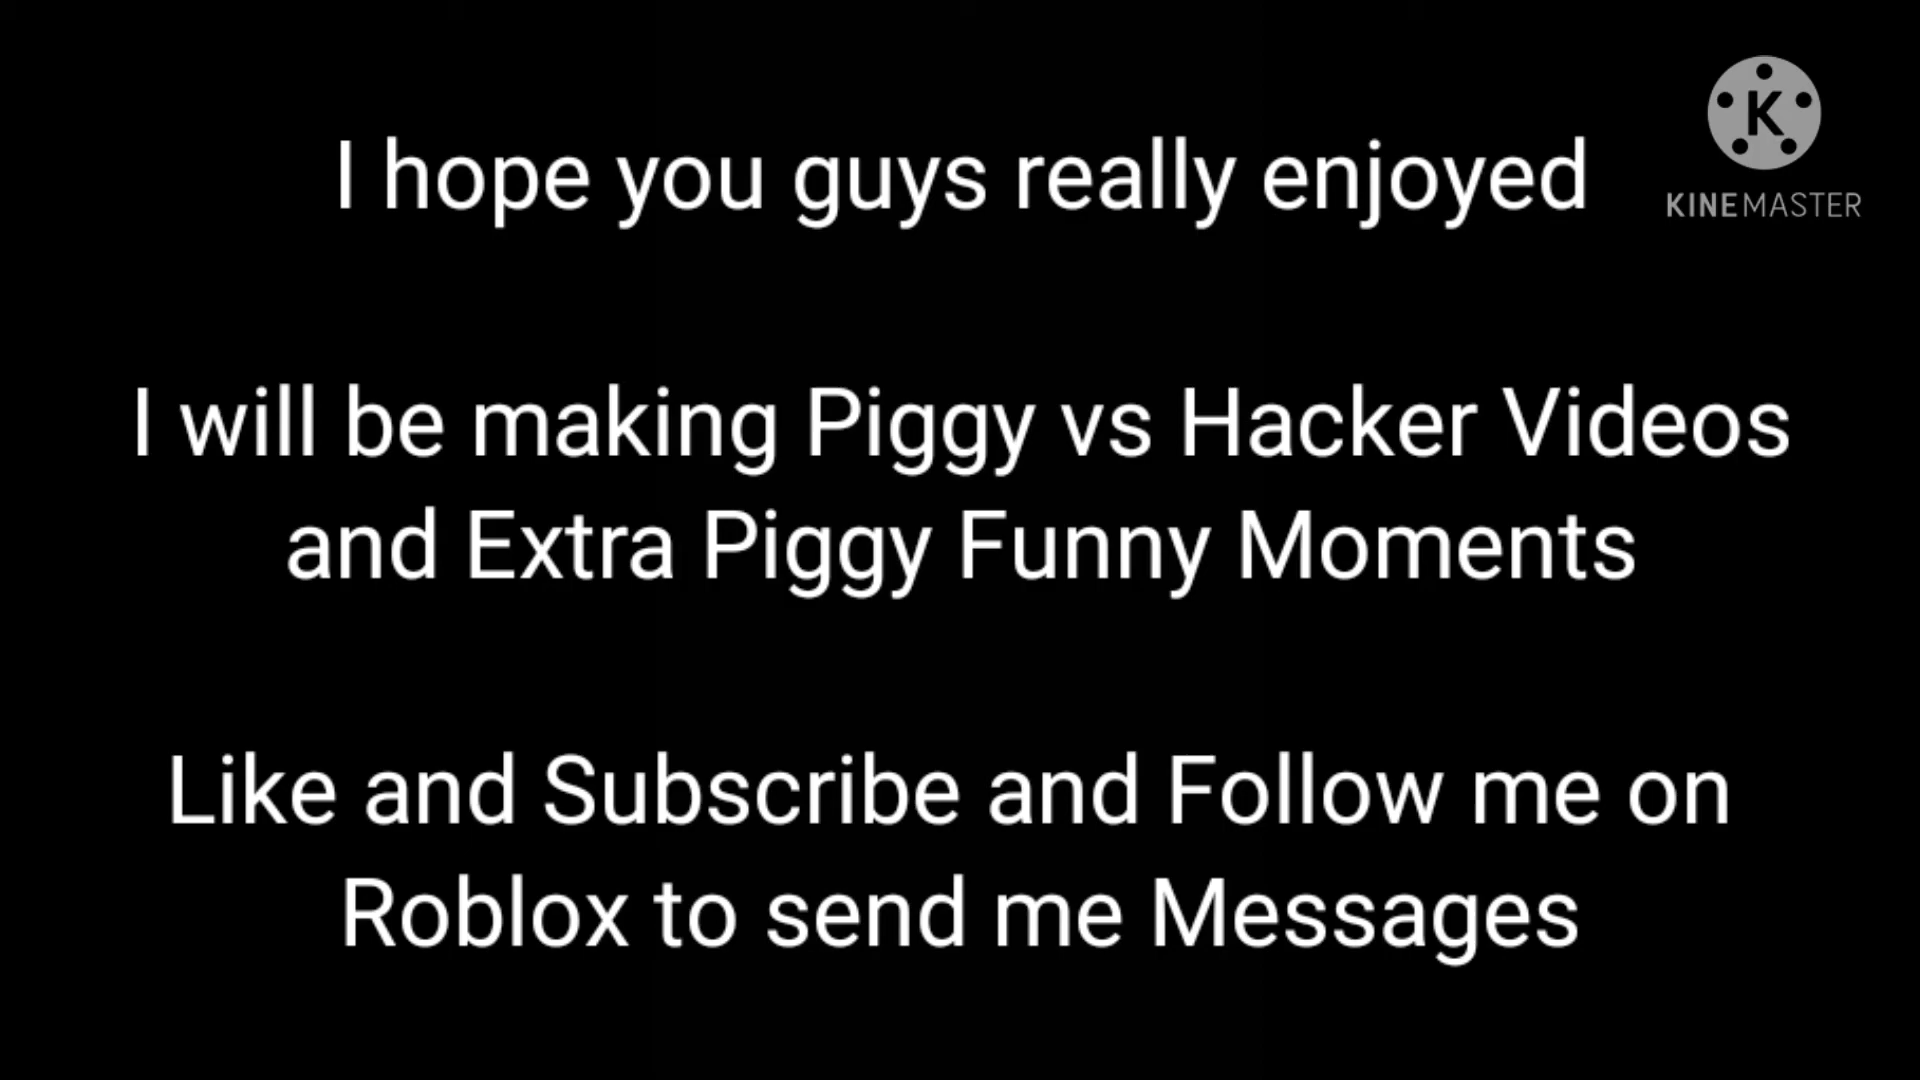 K
KINEMASTER
I hope you guys really enjoyed
I will be making Piggy vs Hacker Videos
and Extra Piggy Funny Moments
Like and Subscribe and Follow me on
Roblox to send me Messages